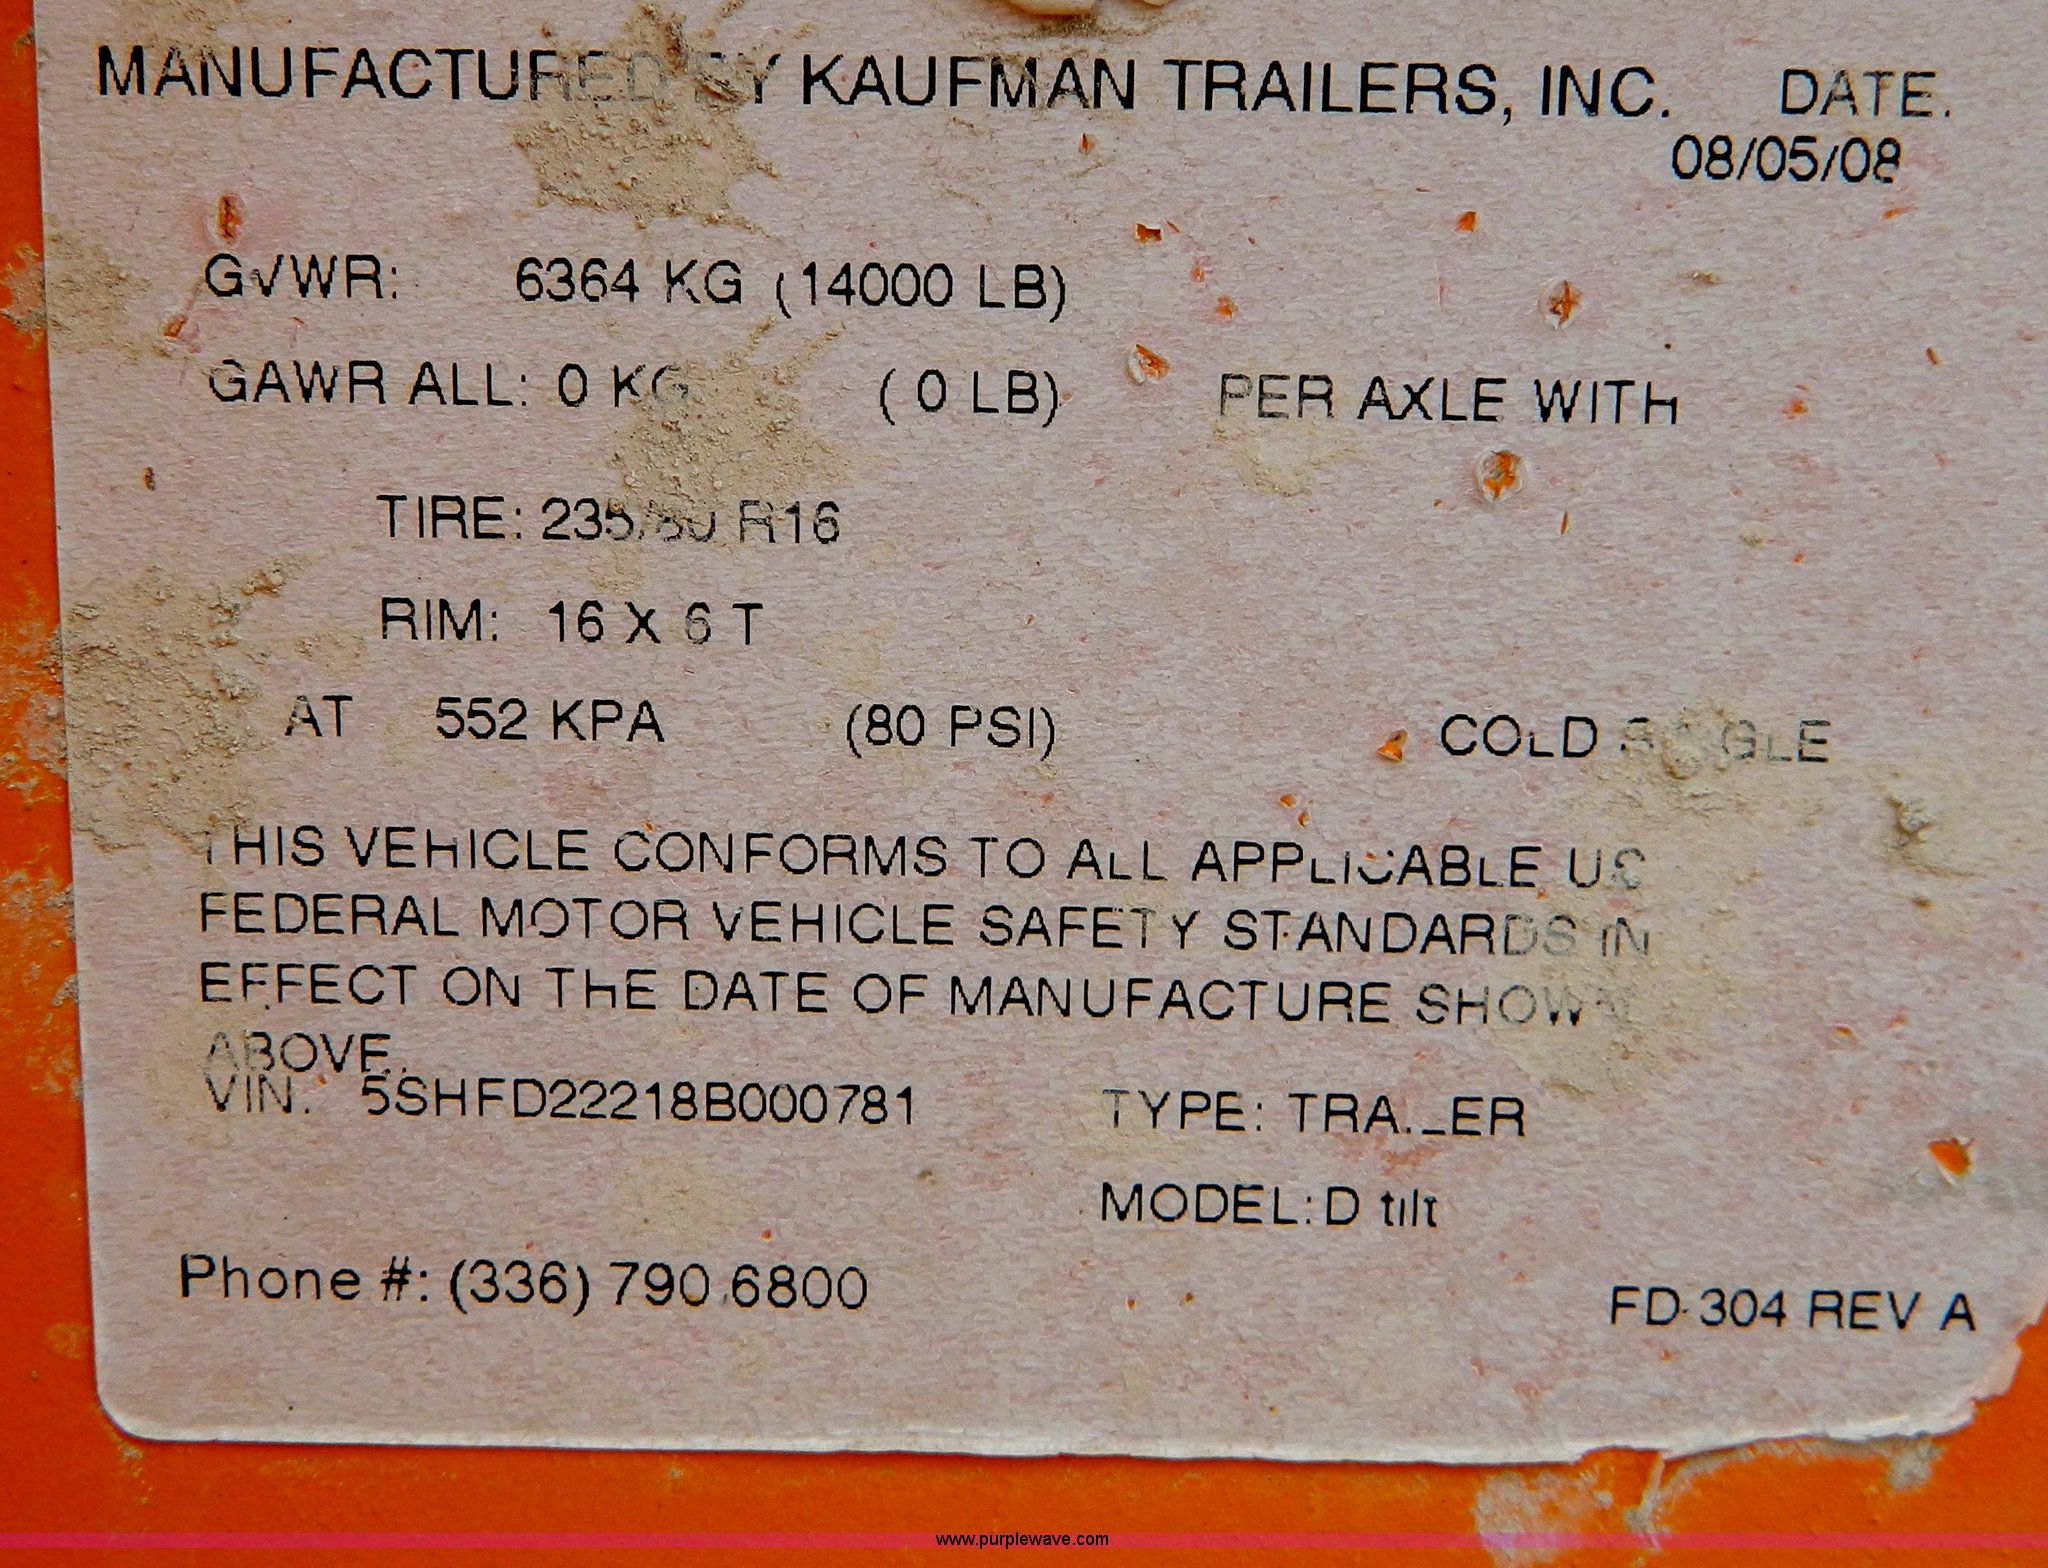 MANUFACTURED BY KAUFMAN TRAILERS, INC. DATE.
08/05/08
GVWR: 6364 KG (14000 LB)
GAWR ALL: 0 KG ( 0 LB) PER AXLE WITH
TIRE: 235/80 R16
RIM: 16 X 6 T
AT 552 KPA (80 PSI) COLD SINGLE
THIS VEHICLE CONFORMS TO ALL APPLICABLE US
FEDERAL MOTOR VEHICLE SAFETY STANDARDS IN
EFFECT ON THE DATE OF MANUFACTURE SHOWN
ABOVE.
VIN. 5SHFD22218B000781 TYPE: TRAILER
MODEL: D tilt
Phone #: (336) 790 6800
FD-304 REV A
www.purplewave.com